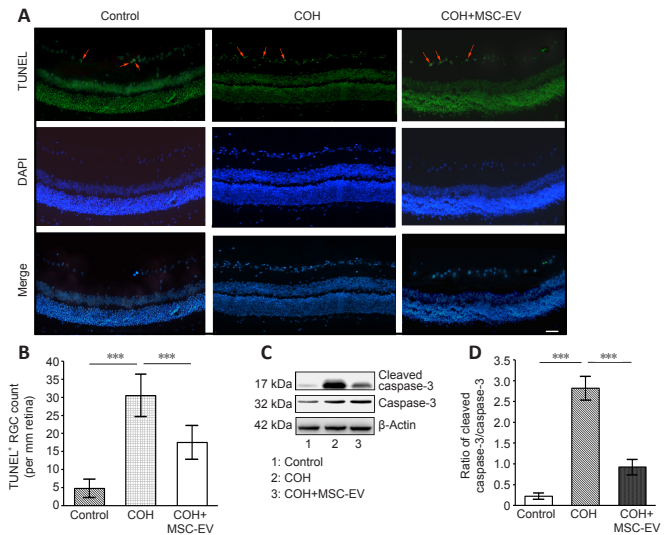 A
Control
COH
COH+MSC-EV
TUNEL
DAPI
Merge
B
TUNEL+ RGC count
(per mm retina)
40
35
30
25
20
15
10
5
0
***
***
Control
COH
COH+
MSC-EV
C
17 kDa
Cleaved
caspase-3
32 kDa
Caspase-3
42 kDa
β-Actin
1 2 3
1: Control
2: COH
3: COH+MSC-EV
D
Ratio of cleaved
caspase-3/caspase-3
3.5
3.0
2.5
2.0
1.5
1.0
0.5
0
***
***
Control
COH
COH+
MSC-EV